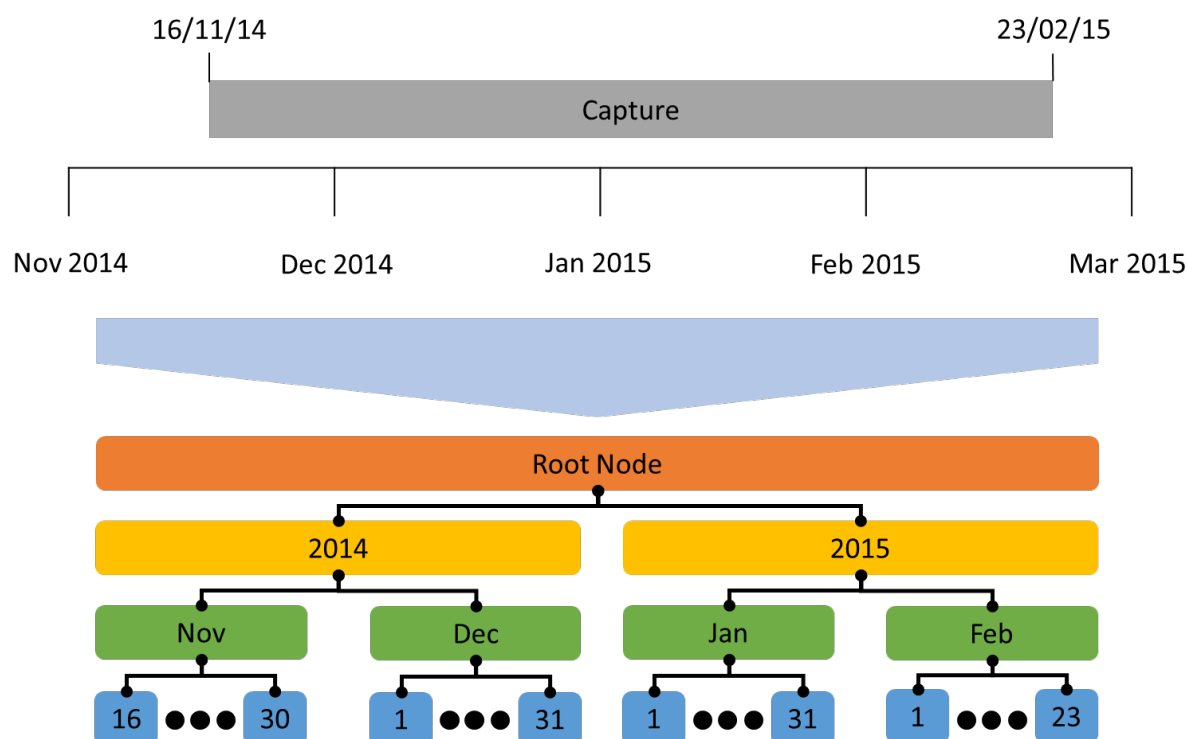 16/11/14 23/02/15
Capture
Nov 2014 Dec 2014 Jan 2015 Feb 2015 Mar 2015
Root Node
2014 2015
Nov Dec Jan Feb
16 30 1 31 1 31 1 23